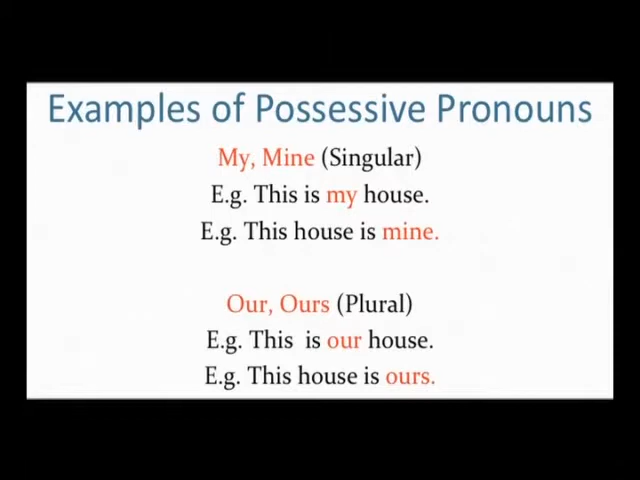 Examples of Possessive Pronouns
My, Mine (Singular)
E.g. This is my house.
E.g. This house is mine.
Our, Ours (Plural)
E.g. This  is our house.
E.g. This house is ours.